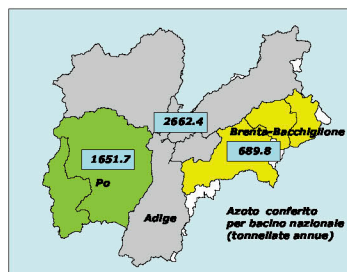 2662.4
Brenta-Bacchiglione
689.8
1651.7
Po
Adige
Azoto conferito
per bacino nazionale
(tonnellate annue)